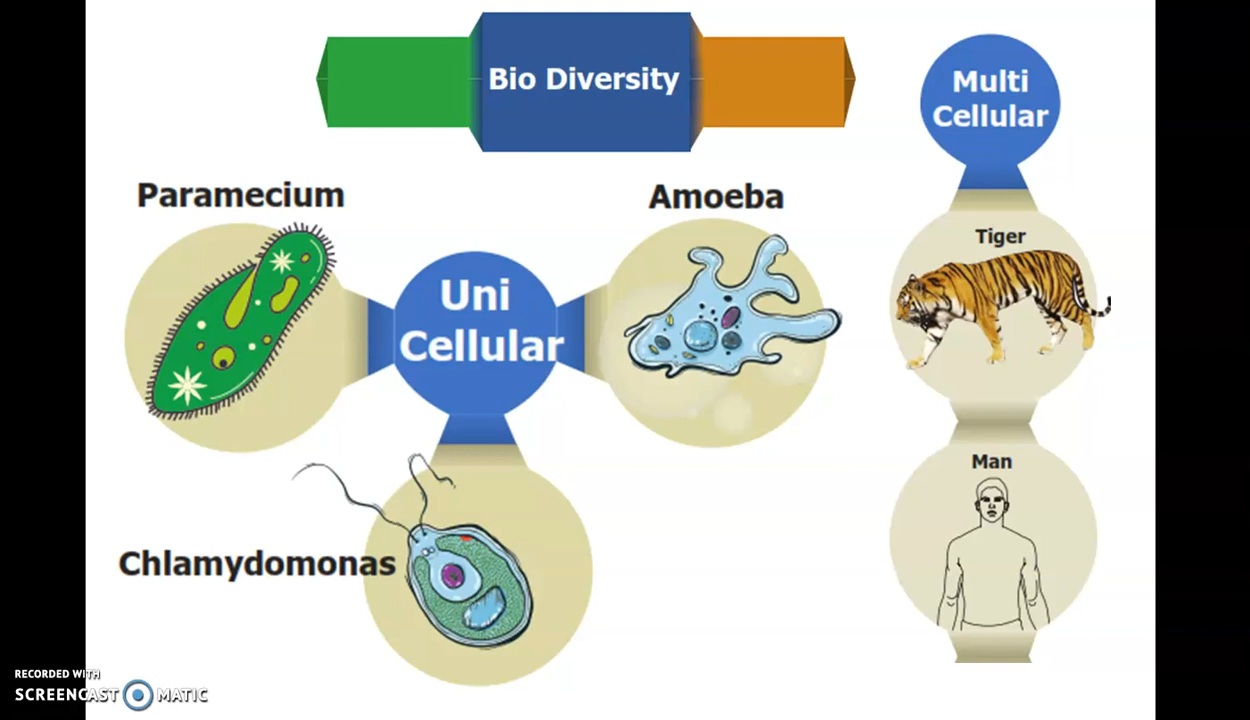 Bio Diversity
Multi
Cellular
Paramecium
Amoeba
Tiger
Uni
Cellular
Man
Chlamydomonas
RECORDED WITH
SCREENCAST MATIC